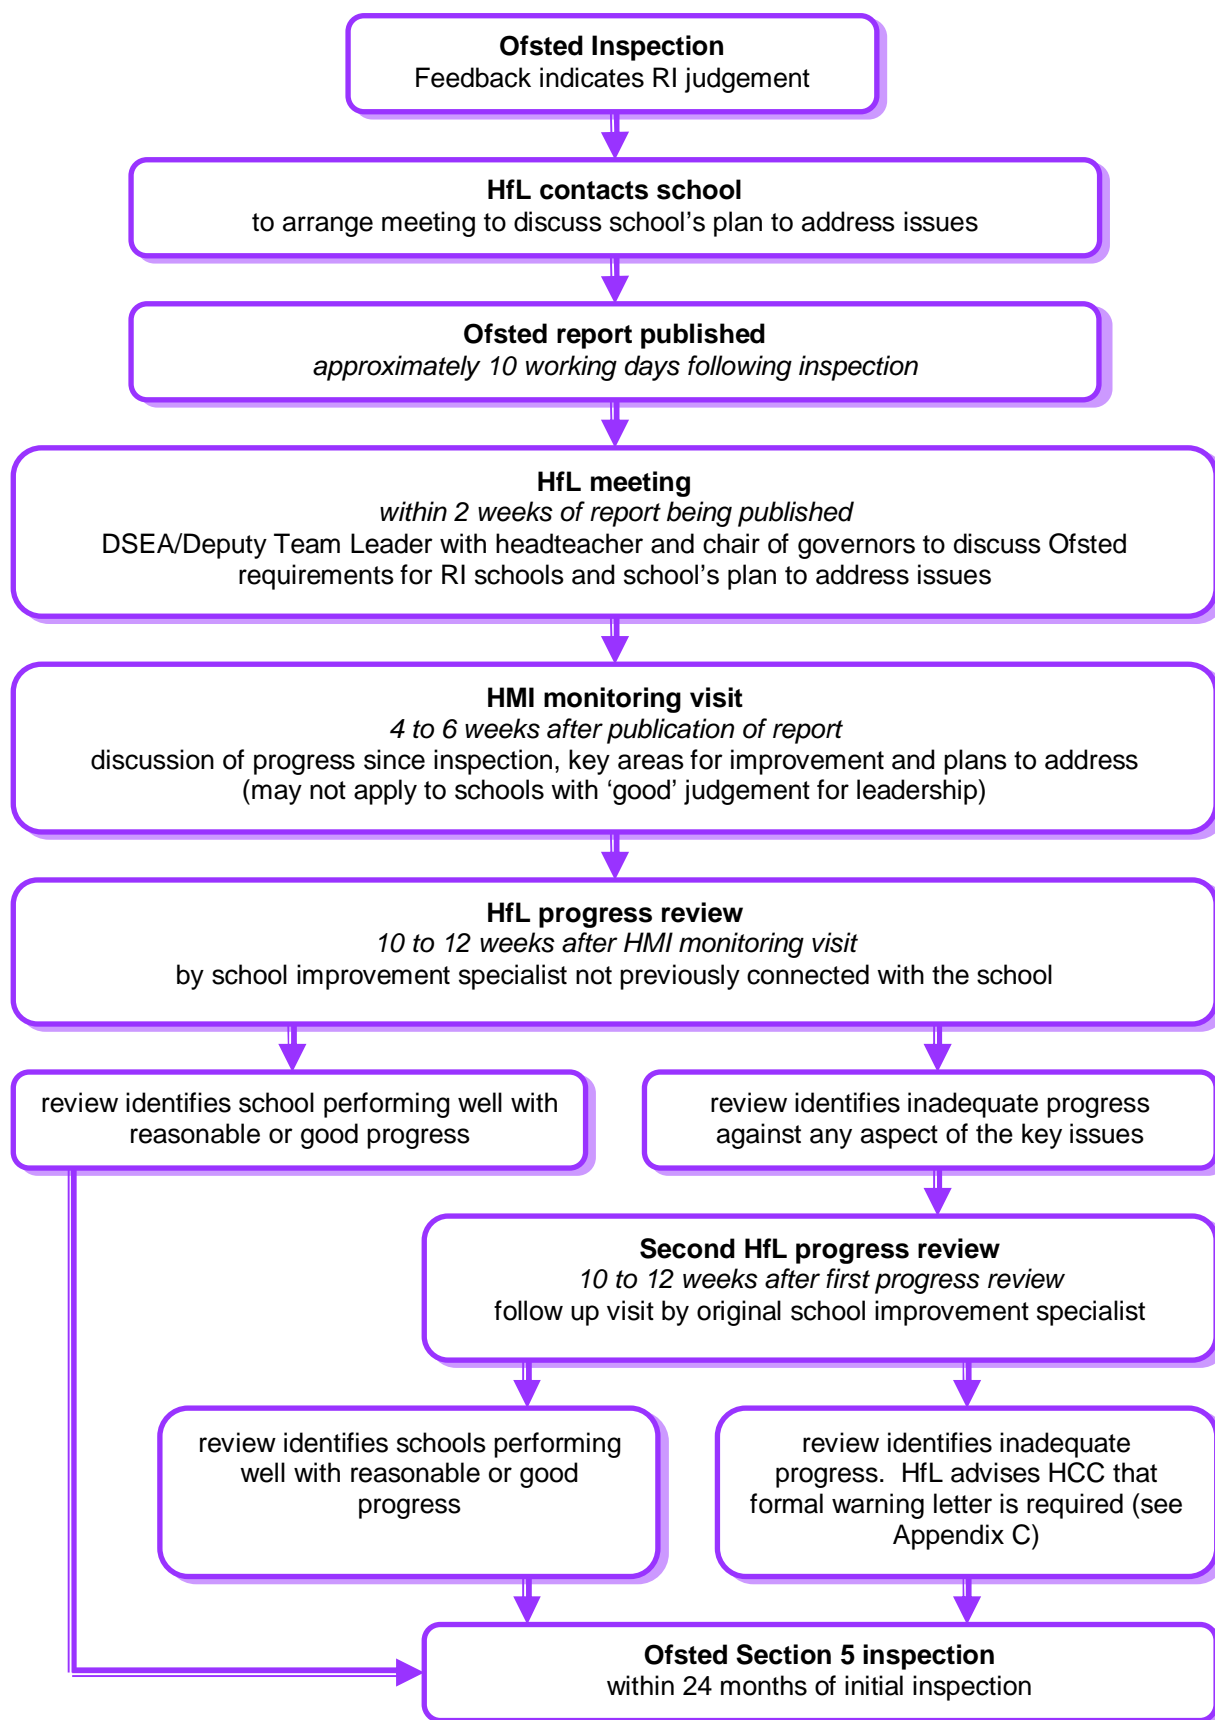 Ofsted Inspection
Feedback indicates RI judgement
HfL contacts school
to arrange meeting to discuss school’s plan to address issues
Ofsted report published
approximately 10 working days following inspection
HfL meeting
within 2 weeks of report being published
DSEA/Deputy Team Leader with headteacher and chair of governors to discuss Ofsted
requirements for RI schools and school’s plan to address issues
HMI monitoring visit
4 to 6 weeks after publication of report
discussion of progress since inspection, key areas for improvement and plans to address
(may not apply to schools with ‘good’ judgement for leadership)
HfL progress review
10 to 12 weeks after HMI monitoring visit
by school improvement specialist not previously connected with the school
review identifies school performing well with
reasonable or good progress
review identifies inadequate progress
against any aspect of the key issues
Second HfL progress review
10 to 12 weeks after first progress review
follow up visit by original school improvement specialist
review identifies schools performing
well with reasonable or good
progress
review identifies inadequate
progress.  HfL advises HCC that
formal warning letter is required (see
Appendix C)
Ofsted Section 5 inspection
within 24 months of initial inspection